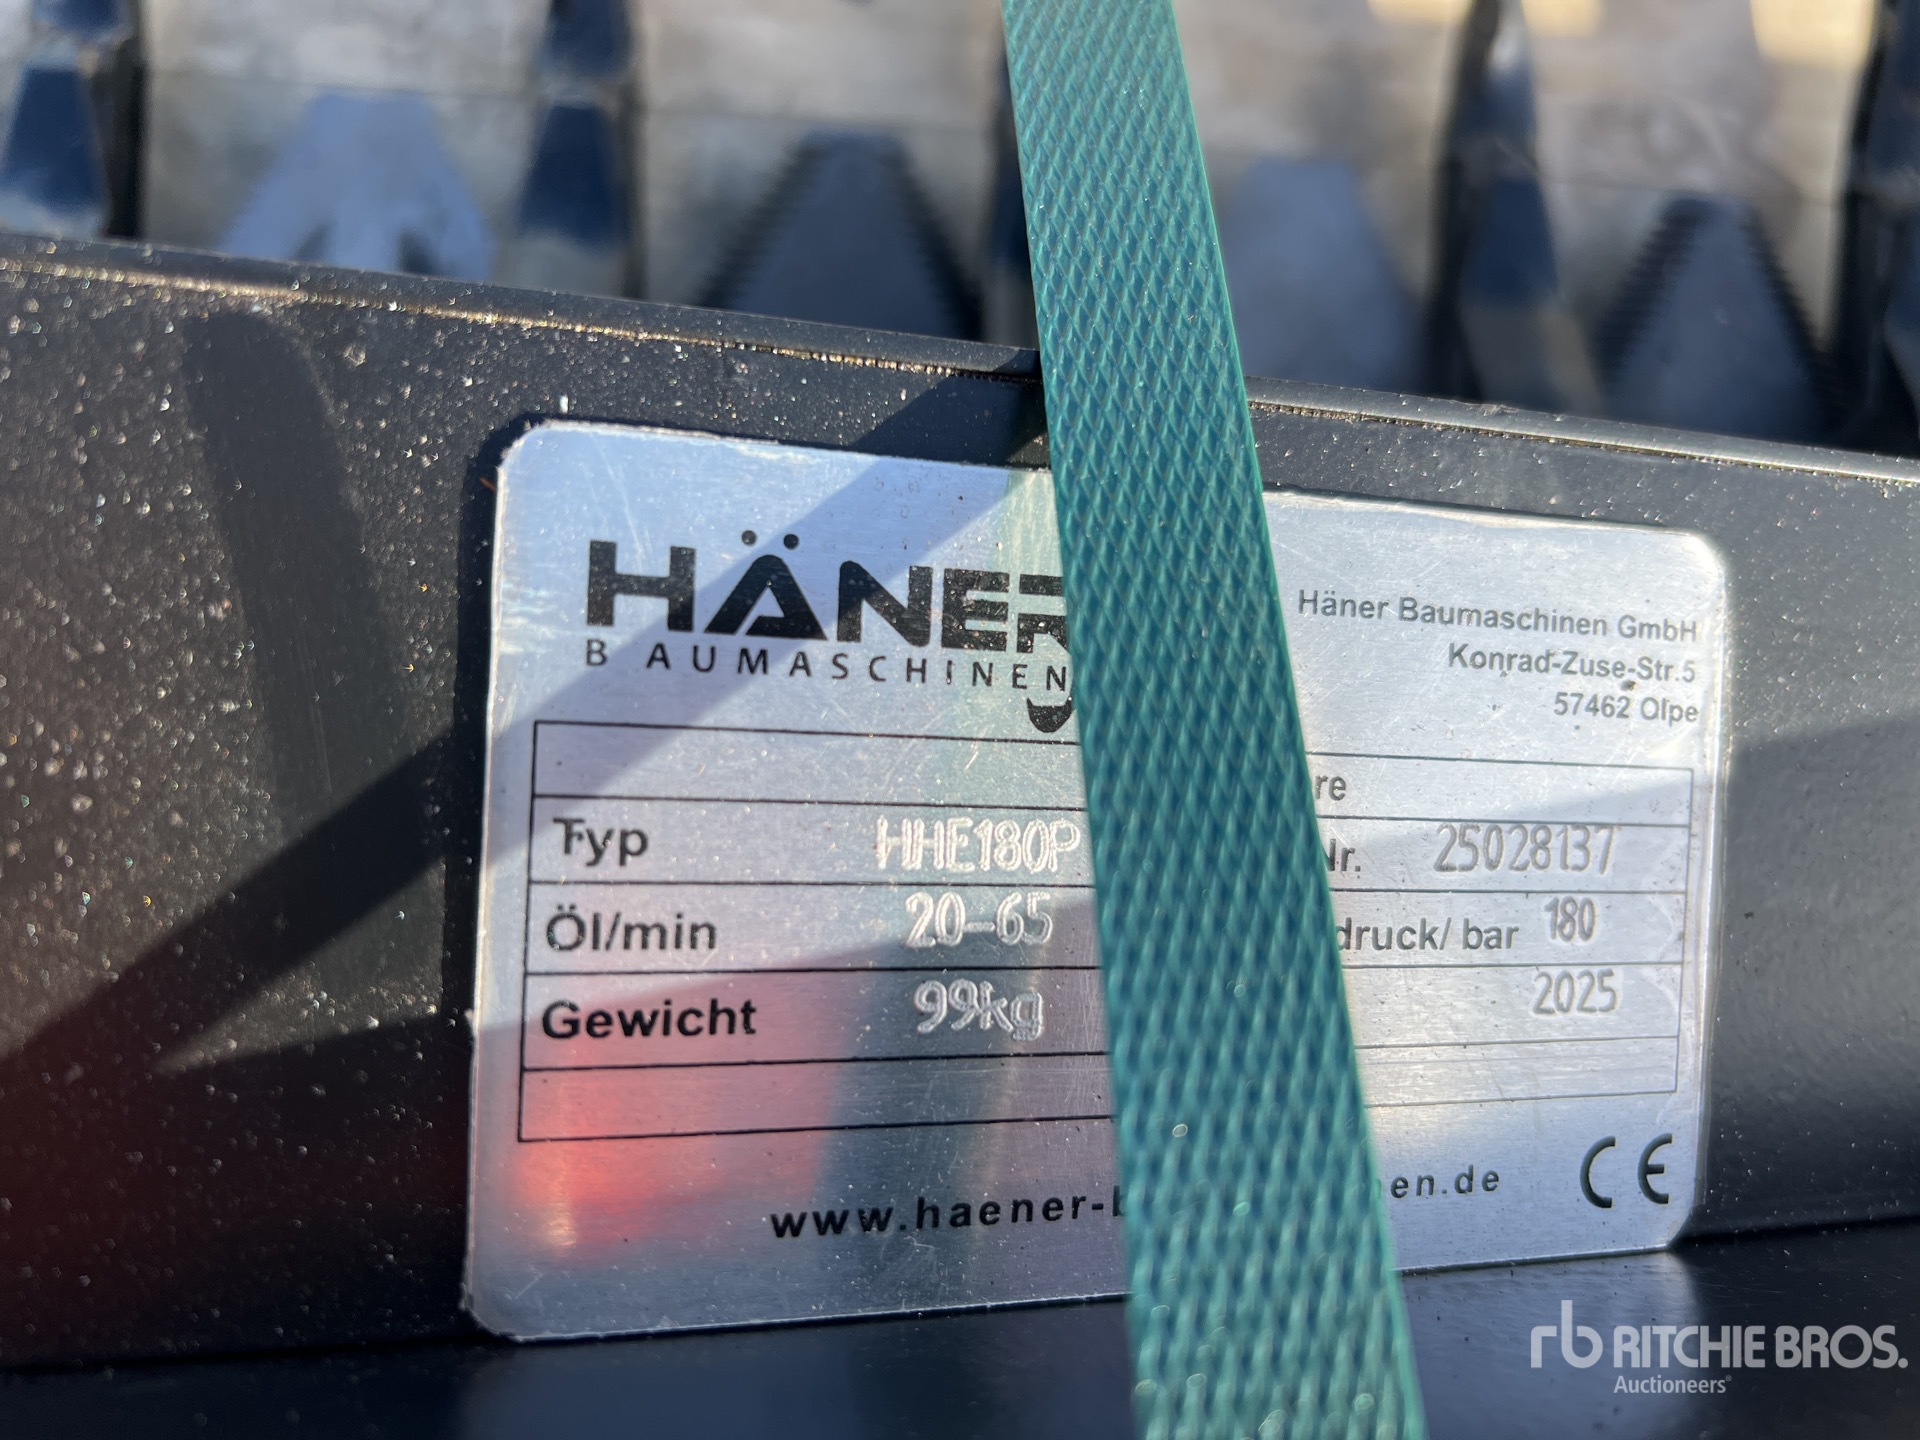 HÄNER
BAUMASCHINEN
Häner Baumaschinen GmbH
Konrad-Zuse-Str.5
57462 Olpe
re
Typ HHE180P Nr. 25028137
Öl/min 20-65 druck/ bar 180
Gewicht 99kg 2025
www.haener-b en.de CE
rb RITCHIE BROS.
Auctioneers